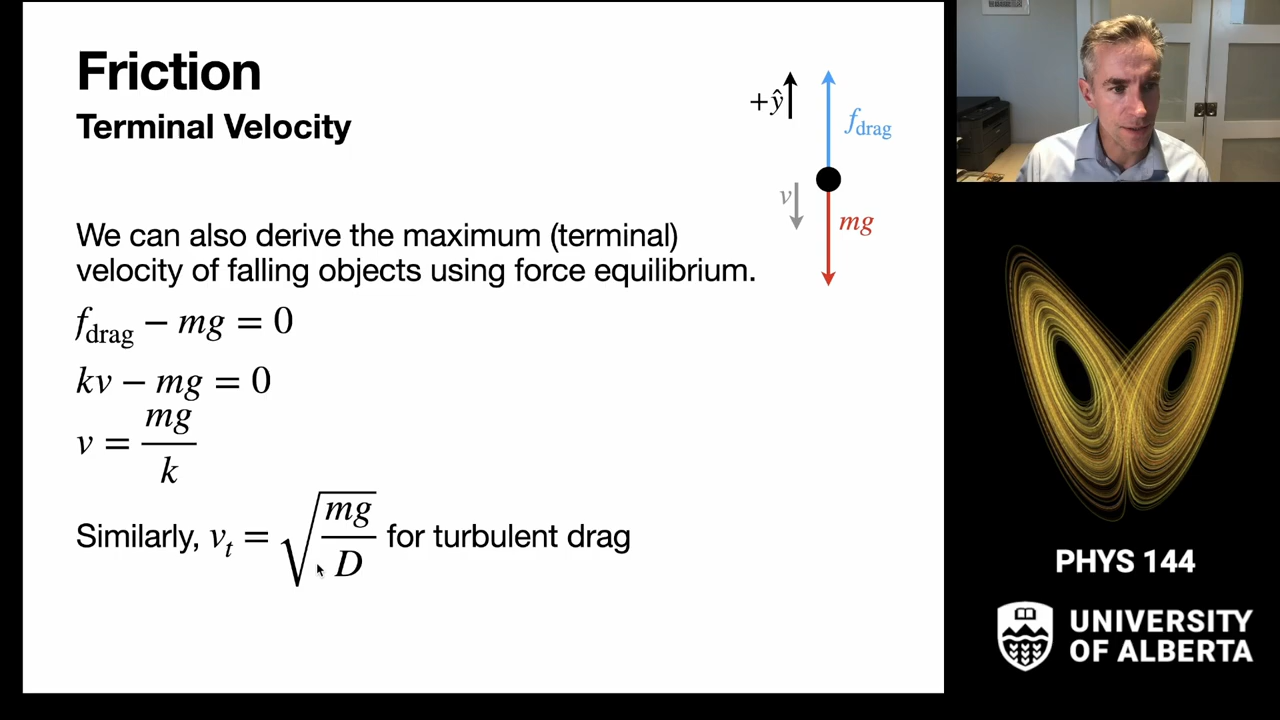 Friction
Terminal Velocity
+ŷ
f_drag
v
mg
We can also derive the maximum (terminal)
velocity of falling objects using force equilibrium.
f_drag − mg = 0
kv − mg = 0
v = mg/k
Similarly, v_t = √(mg/D) for turbulent drag
PHYS 144
UNIVERSITY
OF ALBERTA